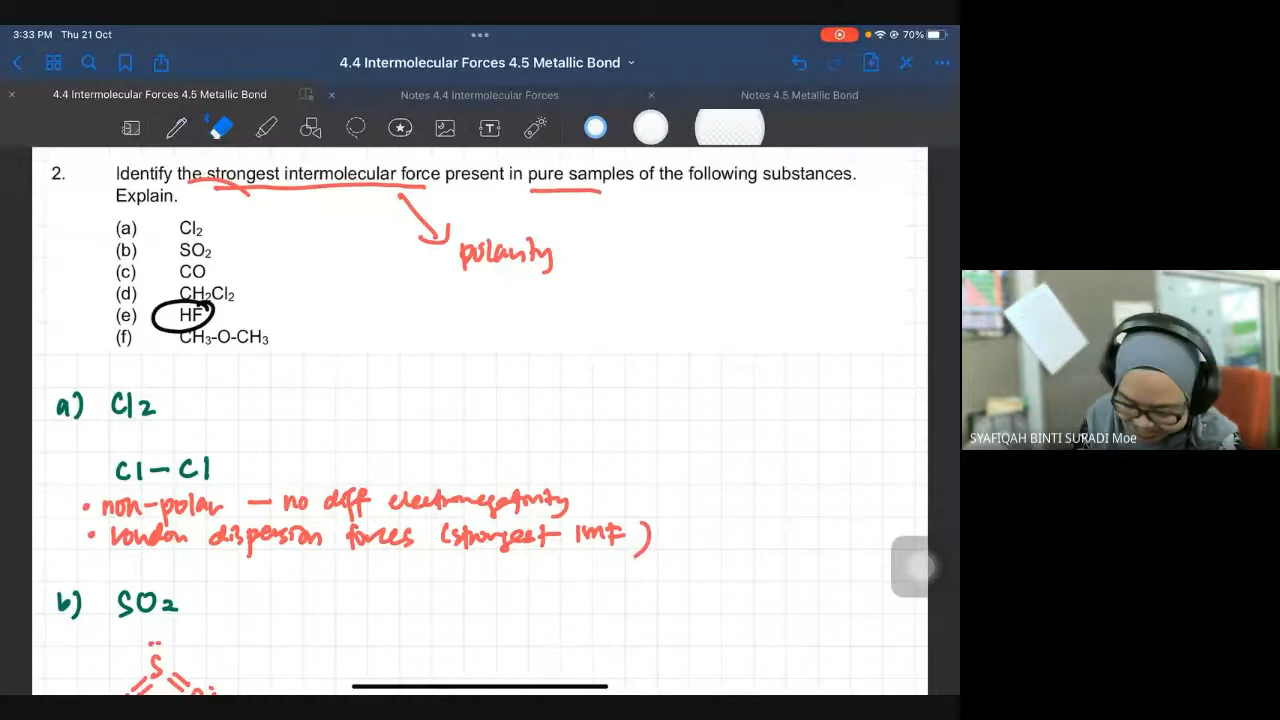 3:33 PM Thu 21 Oct
70%
4.4 Intermolecular Forces 4.5 Metallic Bond
4.4 Intermolecular Forces 4.5 Metallic Bond
Notes 4.4 Intermolecular Forces
Notes 4.5 Metallic Bond
2. Identify the strongest intermolecular force present in pure samples of the following substances.
Explain.
(a) Cl2
(b) SO2
polarity
(c) CO
(d) CH2Cl2
(e) HF
(f) CH3-O-CH3
a) Cl2
Cl – Cl
• non-polar – no diff electronegativity
• London dispersion forces (strongest IMF)
b) SO2
S
SYAFIQAH BINTI SURADI Moe